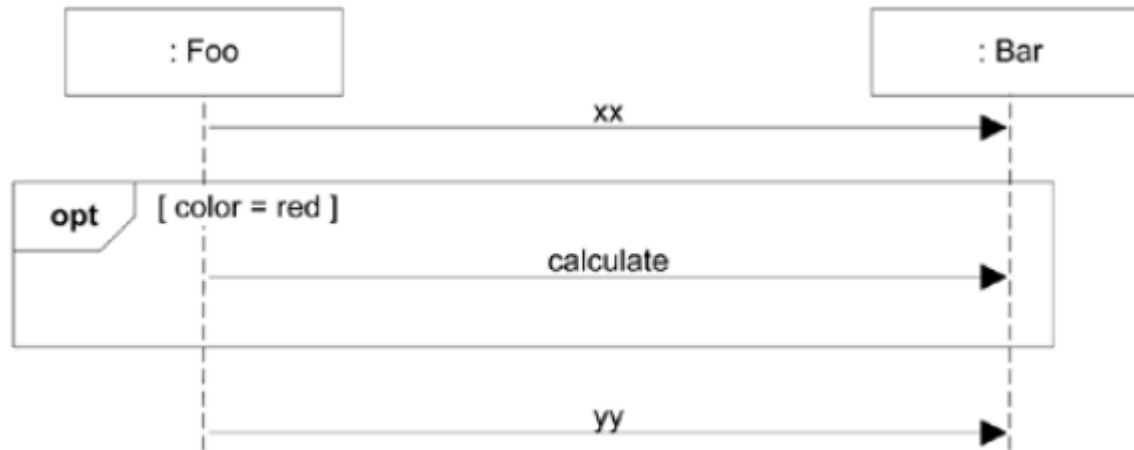 : Foo
: Bar
xx
opt
[ color = red ]
calculate
yy